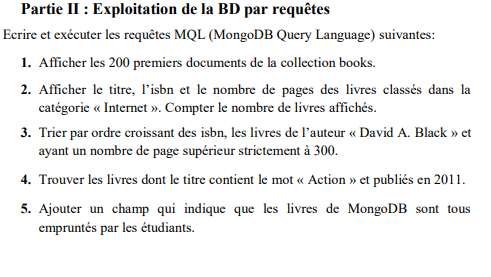 Partie II : Exploitation de la BD par requêtes
Ecrire et exécuter les requêtes MQL (MongoDB Query Language) suivantes:
1. Afficher les 200 premiers documents de la collection books.
2. Afficher le titre, l'isbn et le nombre de pages des livres classés dans la
catégorie « Internet ». Compter le nombre de livres affichés.
3. Trier par ordre croissant des isbn, les livres de l'auteur « David A. Black » et
ayant un nombre de page supérieur strictement à 300.
4. Trouver les livres dont le titre contient le mot « Action » et publiés en 2011.
5. Ajouter un champ qui indique que les livres de MongoDB sont tous
empruntés par les étudiants.